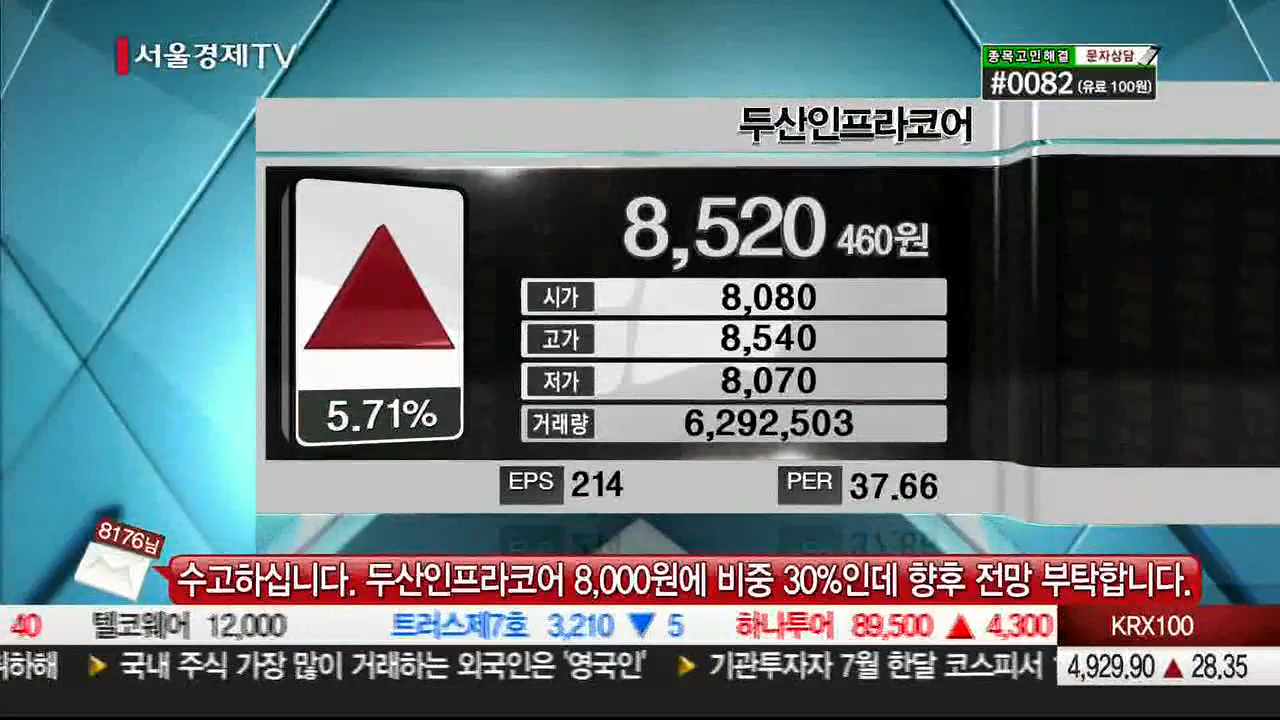 서울경제TV
종목고민해결 문자상담
#0082 (유료 100원)
두산인프라코어
8,520 460원
시가 8,080
고가 8,540
저가 8,070
거래량 6,292,503
5.71%
EPS 214 PER 37.66
8176님
수고하십니다. 두산인프라코어 8,000원에 비중 30%인데 향후 전망 부탁합니다.
40 텔코웨어 12,000 트러스제7호 3,210 ▼ 5 하나투어 89,500 ▲ 4,300 KRX100
하해 ▶ 국내 주식 가장 많이 거래하는 외국인은 '영국인' ▶ 기관투자자 7월 한달 코스피서 4,929.90 ▲ 28.35